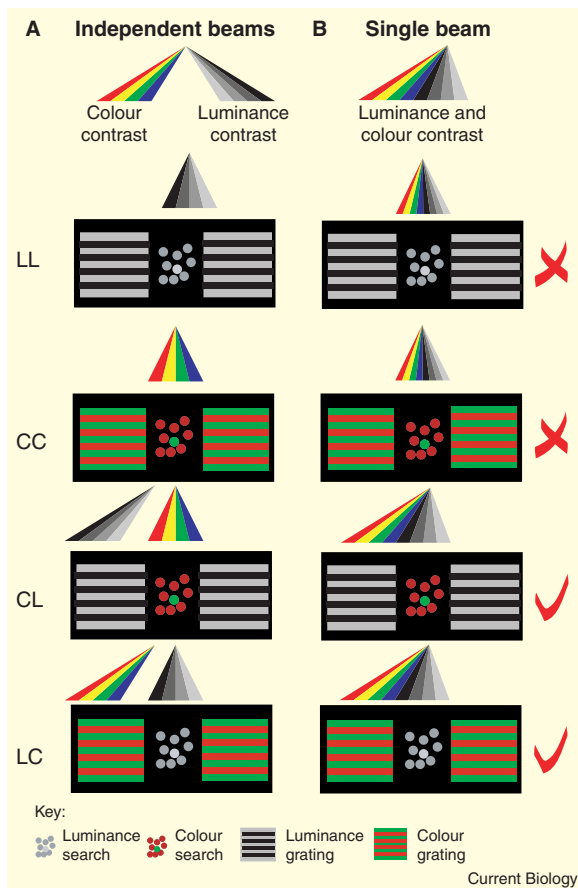 A Independent beams B Single beam
Colour contrast
Luminance contrast
Luminance and colour contrast
LL
CC
CL
LC
Key:
Luminance search
Colour search
Luminance grating
Colour grating
Current Biology